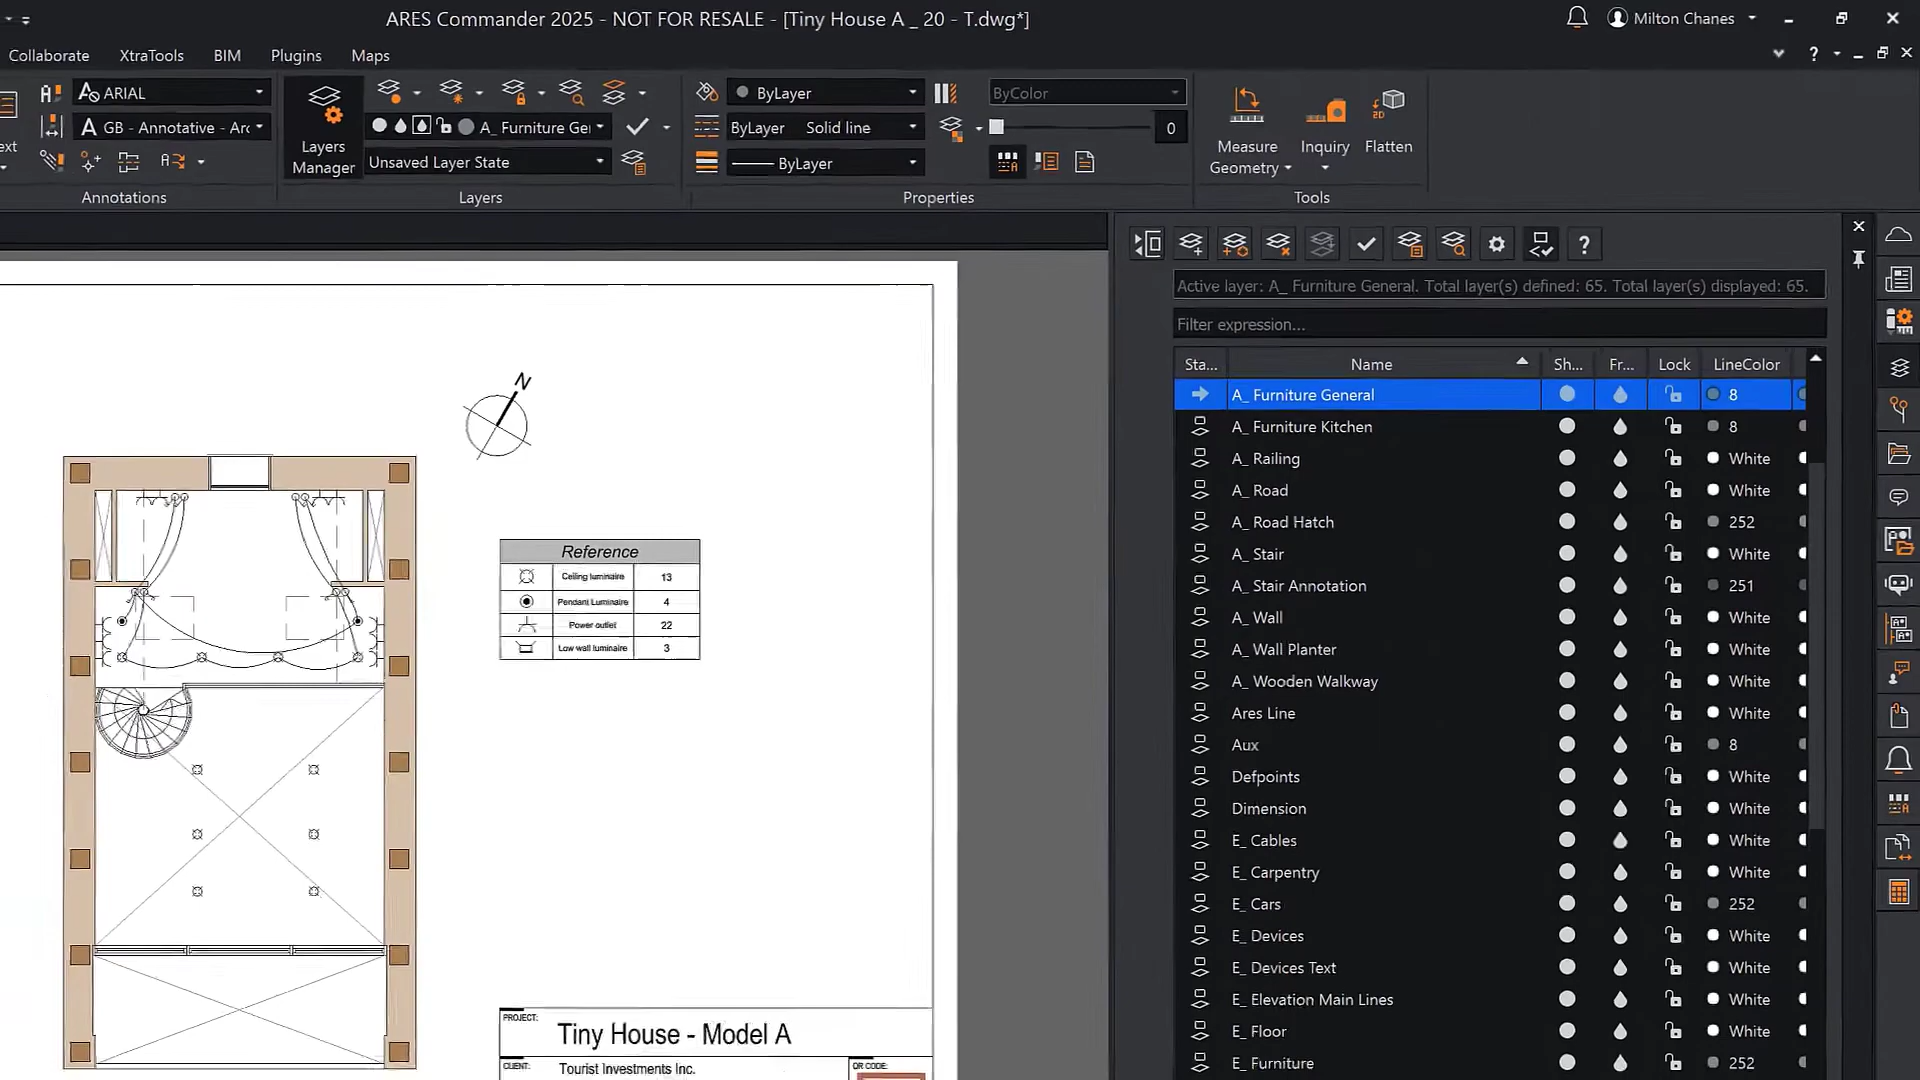 ARES Commander 2025 - NOT FOR RESALE - [Tiny House A _ 20 - T.dwg*]
Milton Chanes
Collaborate XtraTools BIM Plugins Maps
ARIAL
ByLayer
ByColor
GB - Annotative - Arc
A_ Furniture Ger
ByLayer Solid line
0
ext
Layers Manager
Unsaved Layer State
ByLayer
Measure Geometry
Inquiry
Flatten
Annotations
Layers
Properties
Tools
Active layer: A_ Furniture General. Total layer(s) defined: 65. Total layer(s) displayed: 65.
Filter expression...
Sta... Name Sh... Fr... Lock LineColor
A_ Furniture General 8
A_ Furniture Kitchen 8
A_ Railing White
A_ Road White
A_ Road Hatch 252
A_ Stair White
A_ Stair Annotation 251
A_ Wall White
A_ Wall Planter White
A_ Wooden Walkway White
Ares Line White
Aux 8
Defpoints White
Dimension White
E_ Cables White
E_ Carpentry White
E_ Cars 252
E_ Devices White
E_ Devices Text White
E_ Elevation Main Lines White
E_ Floor White
E_ Furniture 252
N
Reference
Ceiling luminaire 13
Pendant Luminaire 4
Power outlet 22
Low wall luminaire 3
PROJECT:
Tiny House - Model A
CLIENT:
Tourist Investments Inc.
QR CODE: